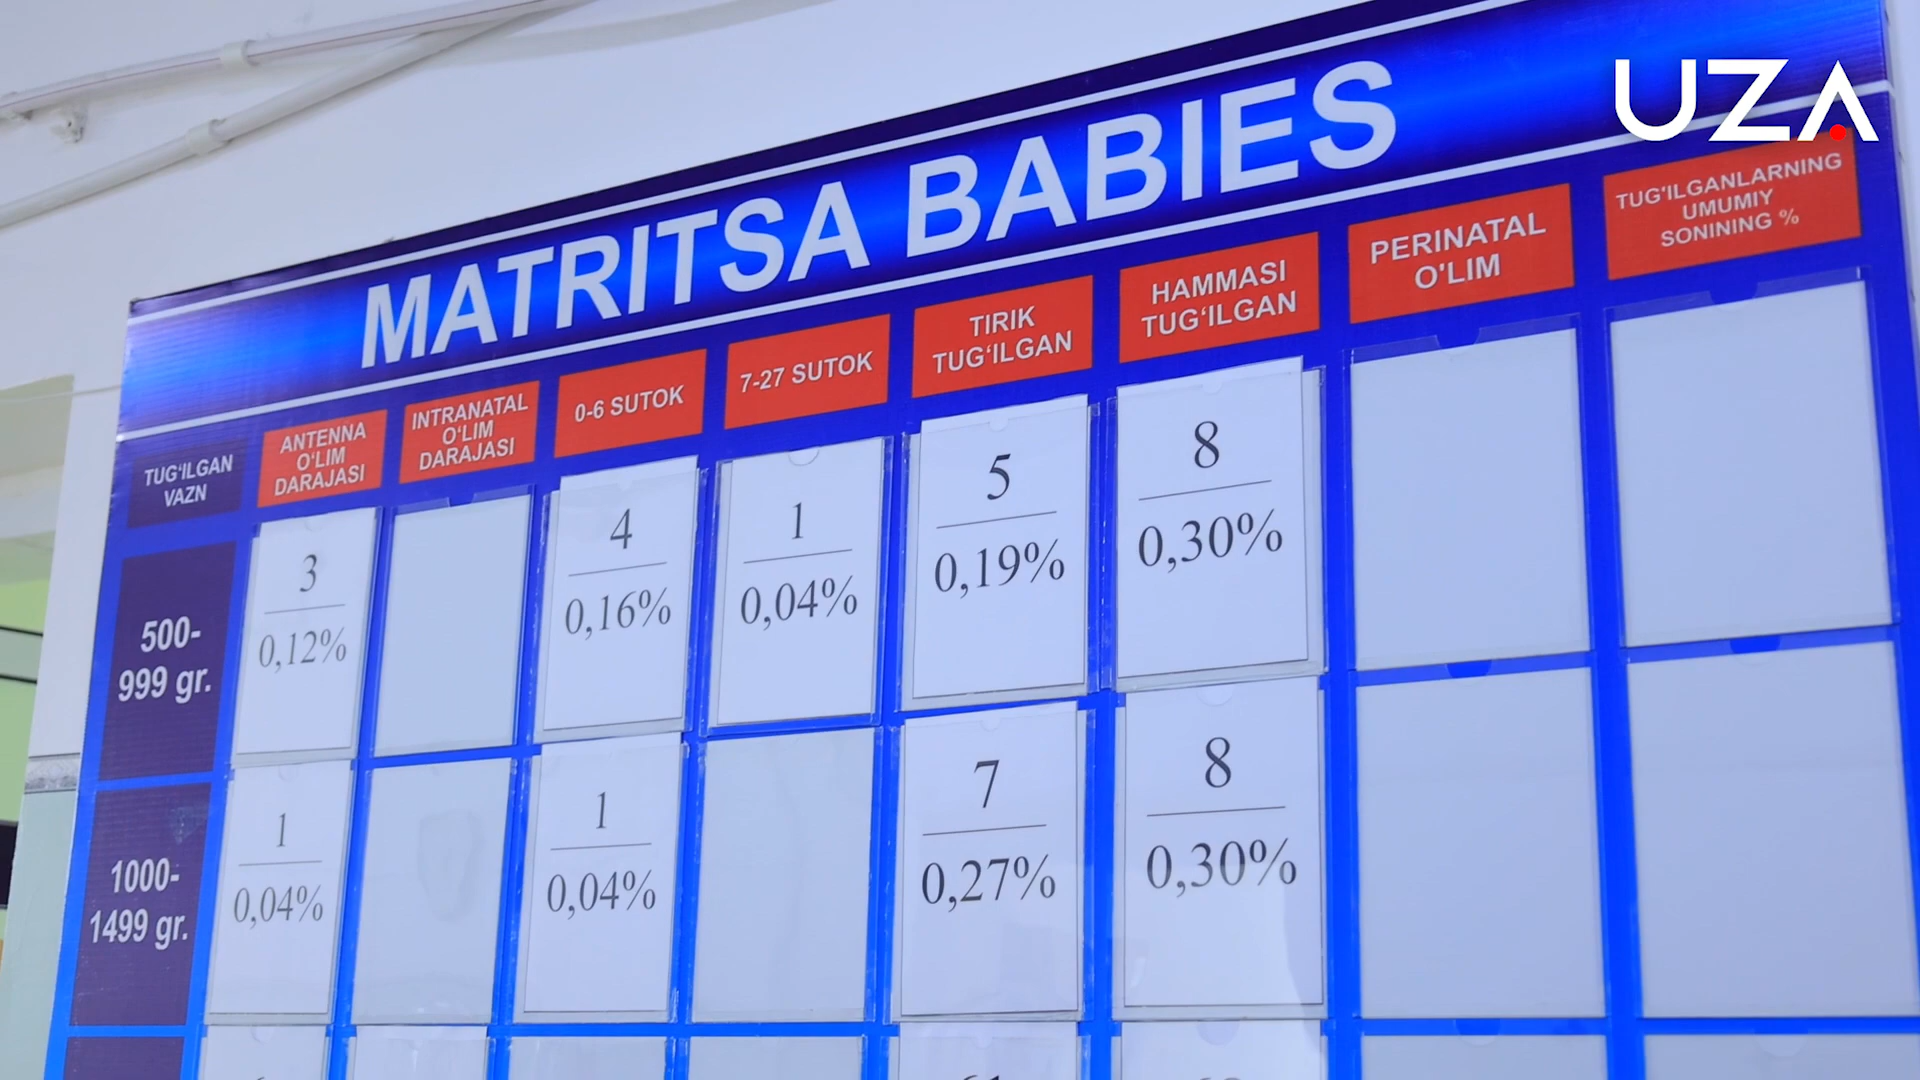 UZA
MATRITSA BABIES
TUG‘ILGAN
VAZN
ANTENNA
O‘LIM
DARAJASI
INTRANATAL
O‘LIM
DARAJASI
0-6 SUTOK
7-27 SUTOK
TIRIK
TUG‘ILGAN
HAMMASI
TUG‘ILGAN
PERINATAL
O'LIM
TUG'ILGANLARNING
UMUMIY
SONINING %
500-
999 gr.
3
0,12%
4
0,16%
1
0,04%
5
0,19%
8
0,30%
1000-
1499 gr.
1
0,04%
1
0,04%
7
0,27%
8
0,30%